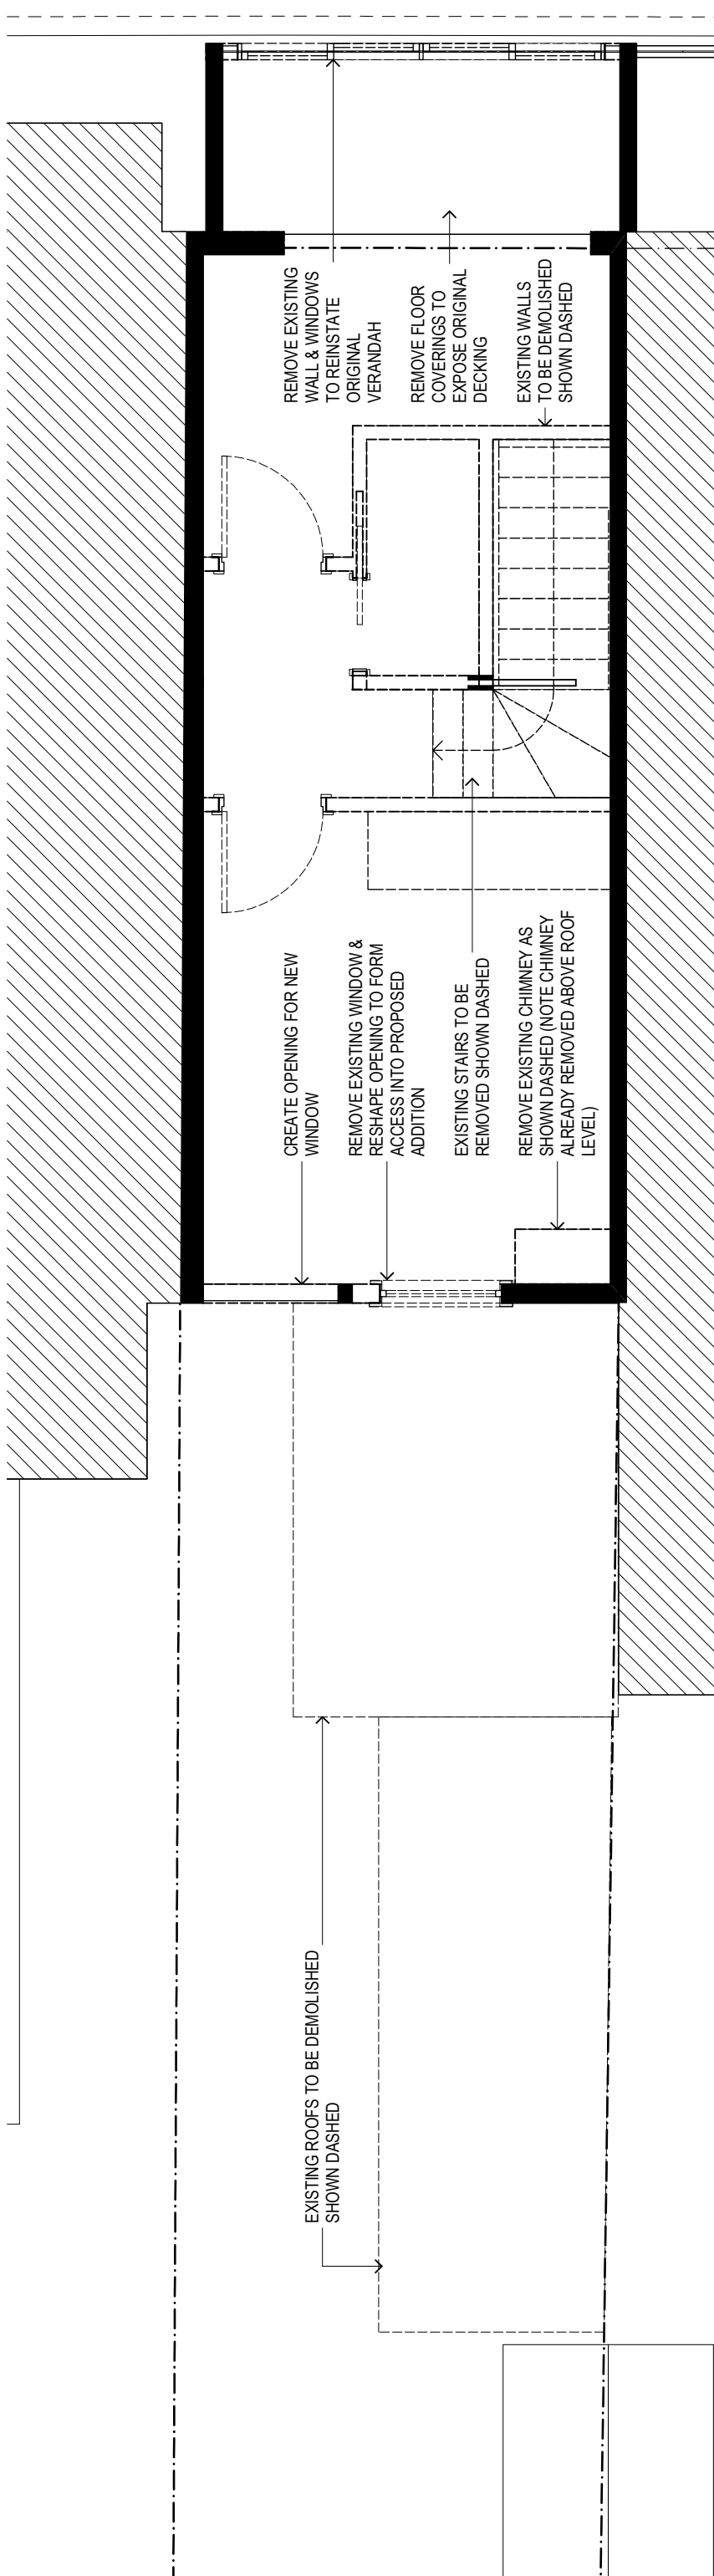 REMOVE EXISTING
WALL & WINDOWS
TO REINSTATE
ORIGINAL
VERANDAH
REMOVE FLOOR
COVERINGS TO
EXPOSE ORIGINAL
DECKING
EXISTING WALLS
TO BE DEMOLISHED
SHOWN DASHED
CREATE OPENING FOR NEW
WINDOW
REMOVE EXISTING WINDOW &
RESHAPE OPENING TO FORM
ACCESS INTO PROPOSED
ADDITION
EXISTING STAIRS TO BE
REMOVED SHOWN DASHED
REMOVE EXISTING CHIMNEY AS
SHOWN DASHED (NOTE CHIMNEY
ALREADY REMOVED ABOVE ROOF
LEVEL)
EXISTING ROOFS TO BE DEMOLISHED
SHOWN DASHED